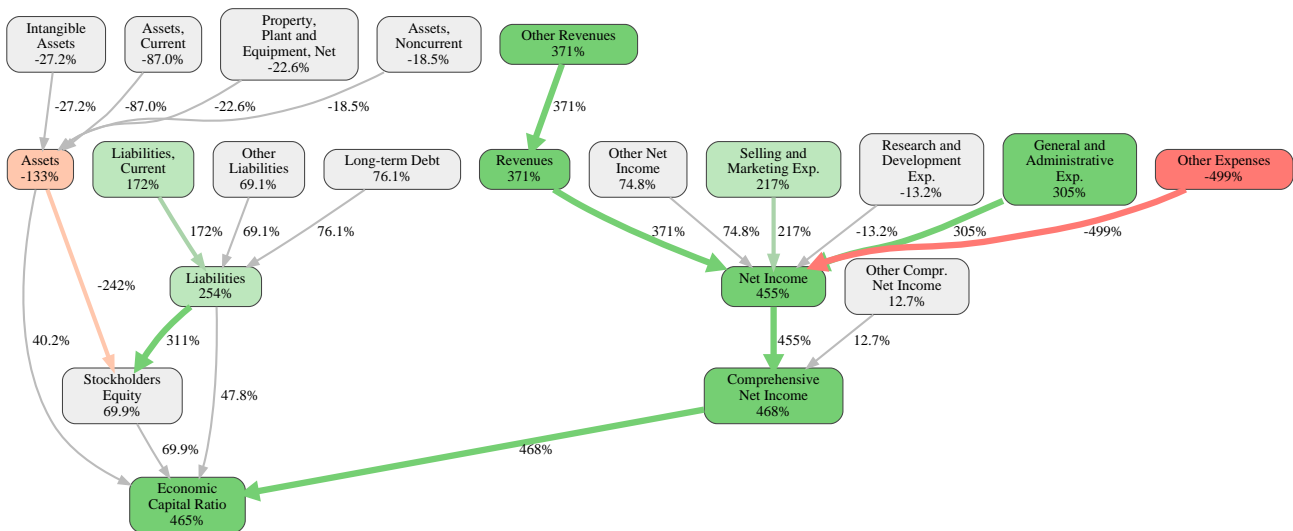 Intangible
Assets
-27.2%
Assets,
Current
-87.0%
Property,
Plant and
Equipment, Net
-22.6%
Assets,
Noncurrent
-18.5%
Other Revenues
371%
-27.2%
-87.0%
-22.6%
-18.5%
371%
Assets
-133%
Liabilities,
Current
172%
Other
Liabilities
69.1%
Long-term Debt
76.1%
Revenues
371%
Other Net
Income
74.8%
Selling and
Marketing Exp.
217%
Research and
Development
Exp.
-13.2%
General and
Administrative
Exp.
305%
Other Expenses
-499%
172%
69.1%
76.1%
371%
74.8%
217%
-13.2%
305%
-499%
Liabilities
254%
Net Income
455%
Other Compr.
Net Income
12.7%
-242%
40.2%
311%
47.8%
455%
12.7%
Stockholders
Equity
69.9%
Comprehensive
Net Income
468%
69.9%
468%
Economic
Capital Ratio
465%